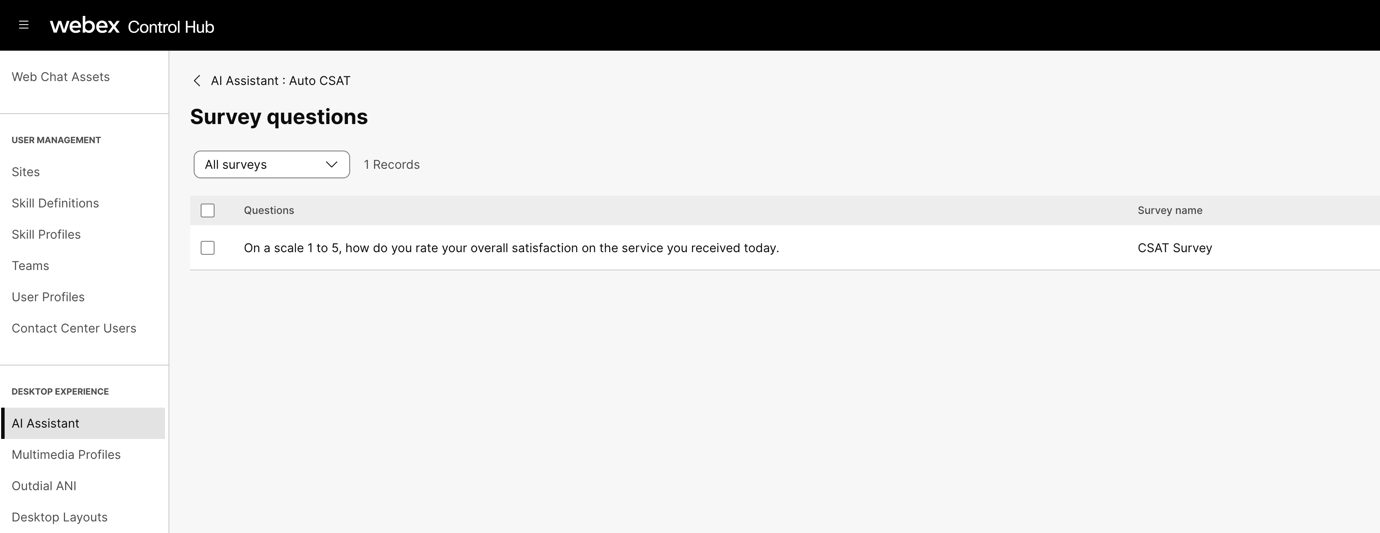 webex Control Hub
Web Chat Assets
USER MANAGEMENT
Sites
Skill Definitions
Skill Profiles
Teams
User Profiles
Contact Center Users
DESKTOP EXPERIENCE
AI Assistant
Multimedia Profiles
Outdial ANI
Desktop Layouts
AI Assistant : Auto CSAT
Survey questions
All surveys 1 Records
Questions Survey name
On a scale 1 to 5, how do you rate your overall satisfaction on the service you received today. CSAT Survey